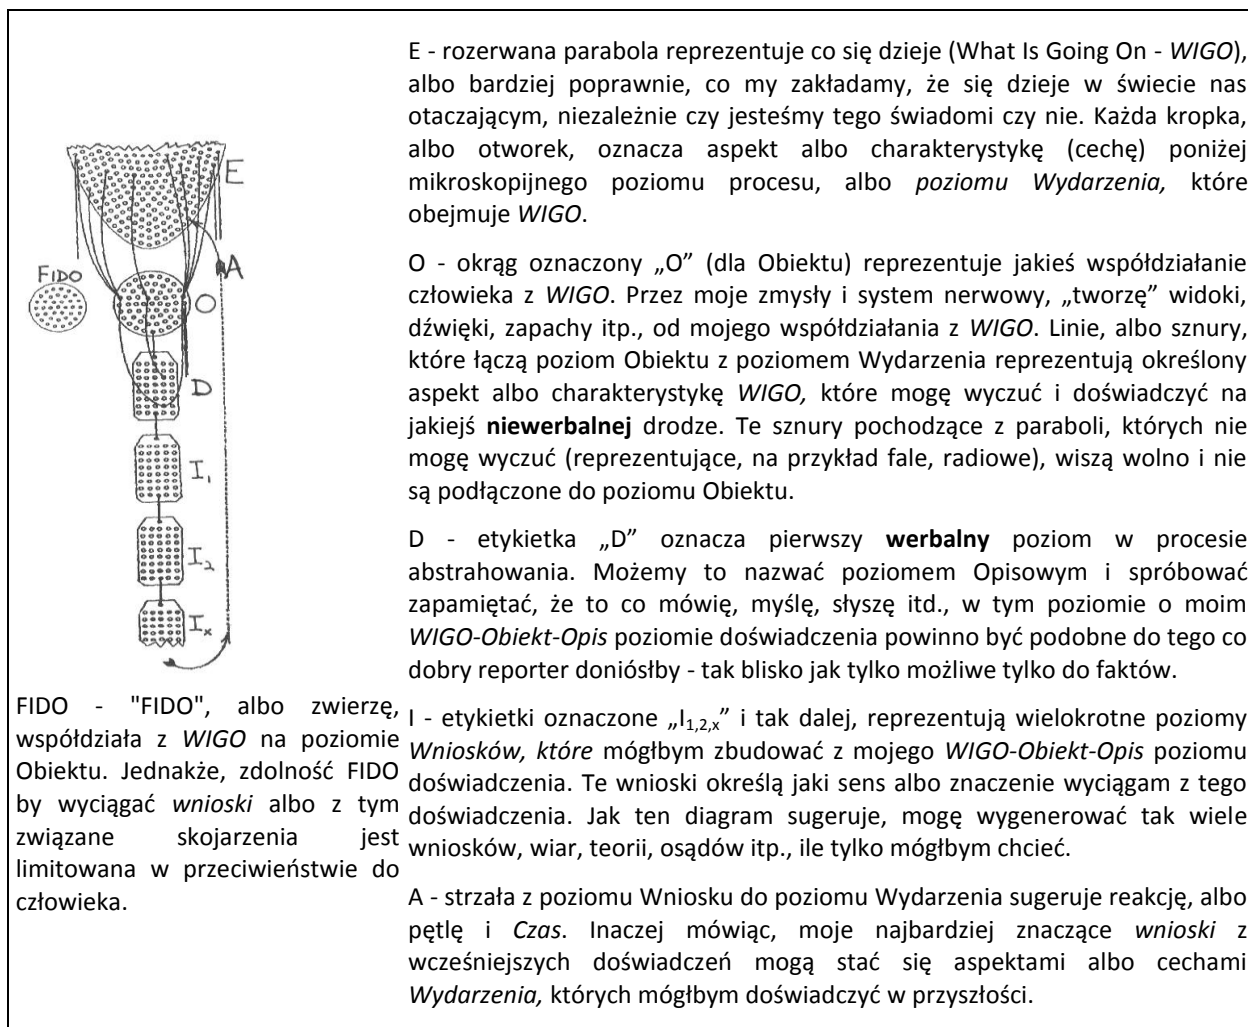 E - rozerwana parabola reprezentuje co się dzieje (What Is Going On - WIGO),
albo bardziej poprawnie, co my zakładamy, że się dzieje w świecie nas
otaczającym, niezależnie czy jesteśmy tego świadomi czy nie. Każda kropka,
albo otworek, oznacza aspekt albo charakterystykę (cechę) poniżej
mikroskopijnego poziomu procesu, albo poziomu Wydarzenia, które
obejmuje WIGO.
O - okrąg oznaczony „O” (dla Obiektu) reprezentuje jakieś współdziałanie
człowieka z WIGO. Przez moje zmysły i system nerwowy, „tworzę” widoki,
dźwięki, zapachy itp., od mojego współdziałania z WIGO. Linie, albo sznury,
które łączą poziom Obiektu z poziomem Wydarzenia reprezentują określony
aspekt albo charakterystykę WIGO, które mogę wyczuć i doświadczyć na
jakiejś niewerbalnej drodze. Te sznury pochodzące z paraboli, których nie
mogę wyczuć (reprezentujące, na przykład fale, radiowe), wiszą wolno i nie
są podłączone do poziomu Obiektu.
D - etykietka „D” oznacza pierwszy werbalny poziom w procesie
abstrahowania. Możemy to nazwać poziomem Opisowym i spróbować
zapamiętać, że to co mówię, myślę, słyszę itd., w tym poziomie o moim
WIGO-Obiekt-Opis poziomie doświadczenia powinno być podobne do tego co
dobry reporter doniósłby - tak blisko jak tylko możliwe tylko do faktów.
I - etykietki oznaczone „I1,2,x” i tak dalej, reprezentują wielokrotne poziomy
Wniosków, które mógłbym zbudować z mojego WIGO-Obiekt-Opis poziomu
doświadczenia. Te wnioski określą jaki sens albo znaczenie wyciągam z tego
doświadczenia. Jak ten diagram sugeruje, mogę wygenerować tak wiele
wniosków, wiar, teorii, osądów itp., ile tylko mógłbym chcieć.
A - strzała z poziomu Wniosku do poziomu Wydarzenia sugeruje reakcję, albo
pętlę i Czas. Inaczej mówiąc, moje najbardziej znaczące wnioski z
wcześniejszych doświadczeń mogą stać się aspektami albo cechami
Wydarzenia, których mógłbym doświadczyć w przyszłości.
E
A
FIDO
O
D
I1
I2
Ix
FIDO - "FIDO", albo zwierzę,
współdziała z WIGO na poziomie
Obiektu. Jednakże, zdolność FIDO
by wyciągać wnioski albo z tym
związane skojarzenia jest
limitowana w przeciwieństwie do
człowieka.